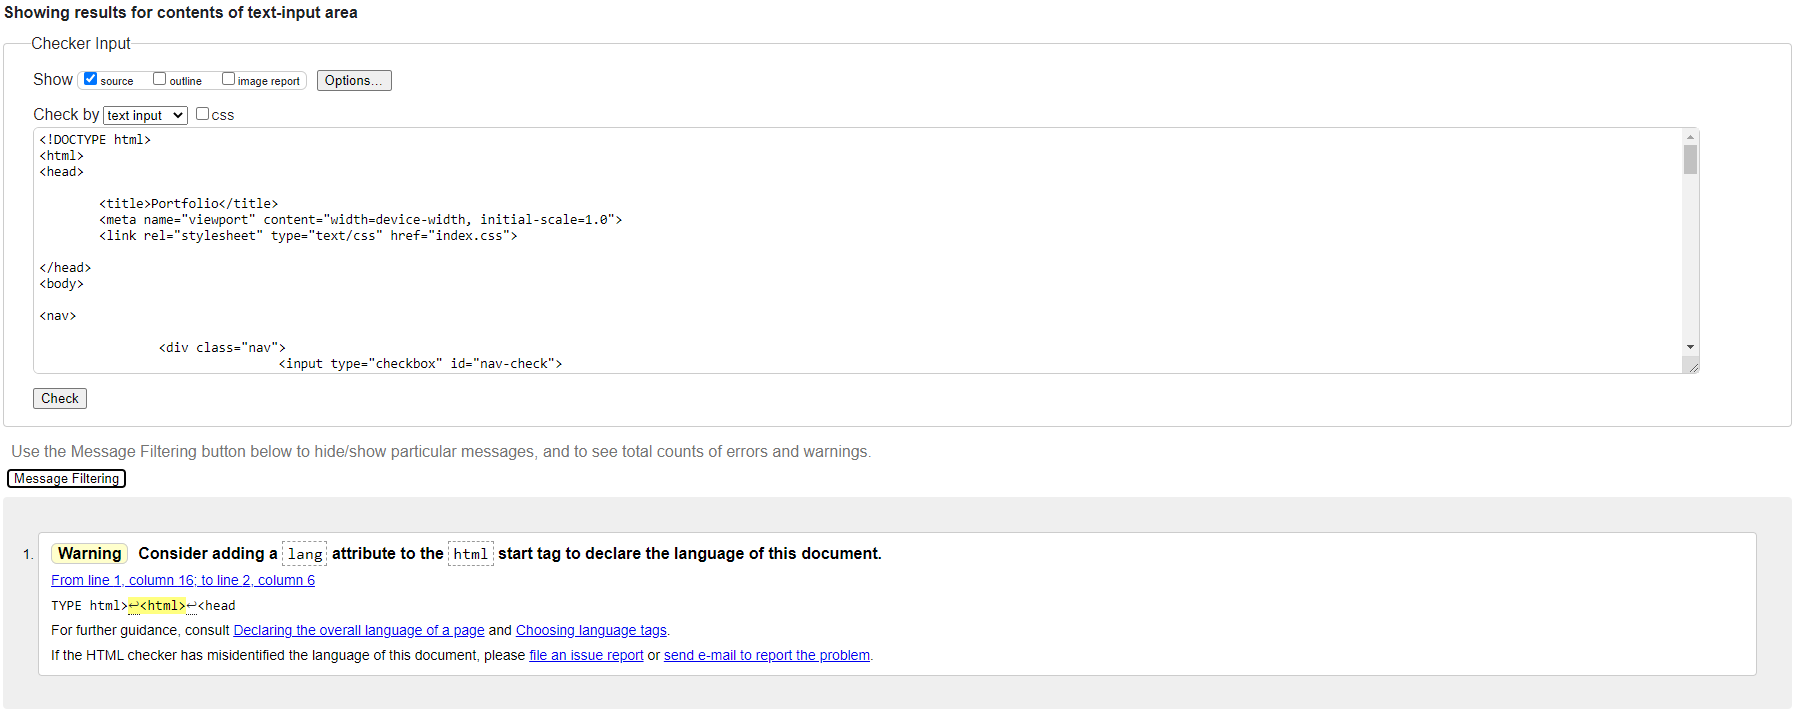 Showing results for contents of text-input area
Checker Input
Show source outline image report Options...
Check by text input css
<!DOCTYPE html>
<html>
<head>
<title>Portfolio</title>
<meta name="viewport" content="width=device-width, initial-scale=1.0">
<link rel="stylesheet" type="text/css" href="index.css">
</head>
<body>
<nav>
<div class="nav">
<input type="checkbox" id="nav-check">
Check
Use the Message Filtering button below to hide/show particular messages, and to see total counts of errors and warnings.
Message Filtering
1. Warning Consider adding a lang attribute to the html start tag to declare the language of this document.
From line 1, column 16; to line 2, column 6
TYPE html>↩<html>↩<head
For further guidance, consult Declaring the overall language of a page and Choosing language tags.
If the HTML checker has misidentified the language of this document, please file an issue report or send e-mail to report the problem.